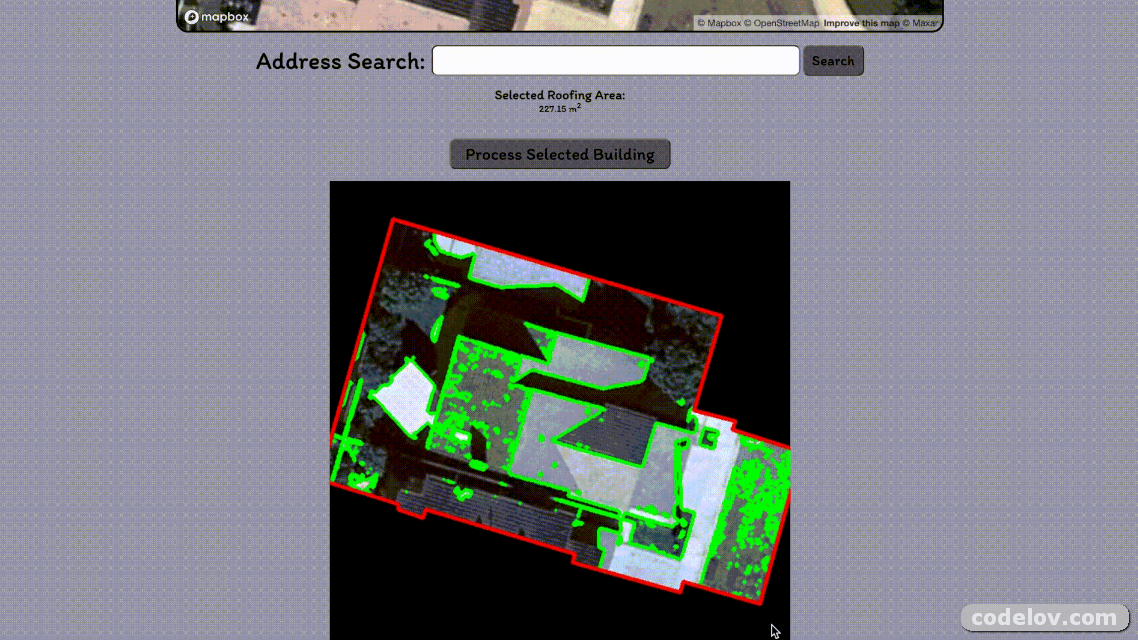 mapbox
© Mapbox © OpenStreetMap Improve this map © Maxar
Address Search:
Search
Selected Roofing Area:
227.15 m²
Process Selected Building
codelov.com